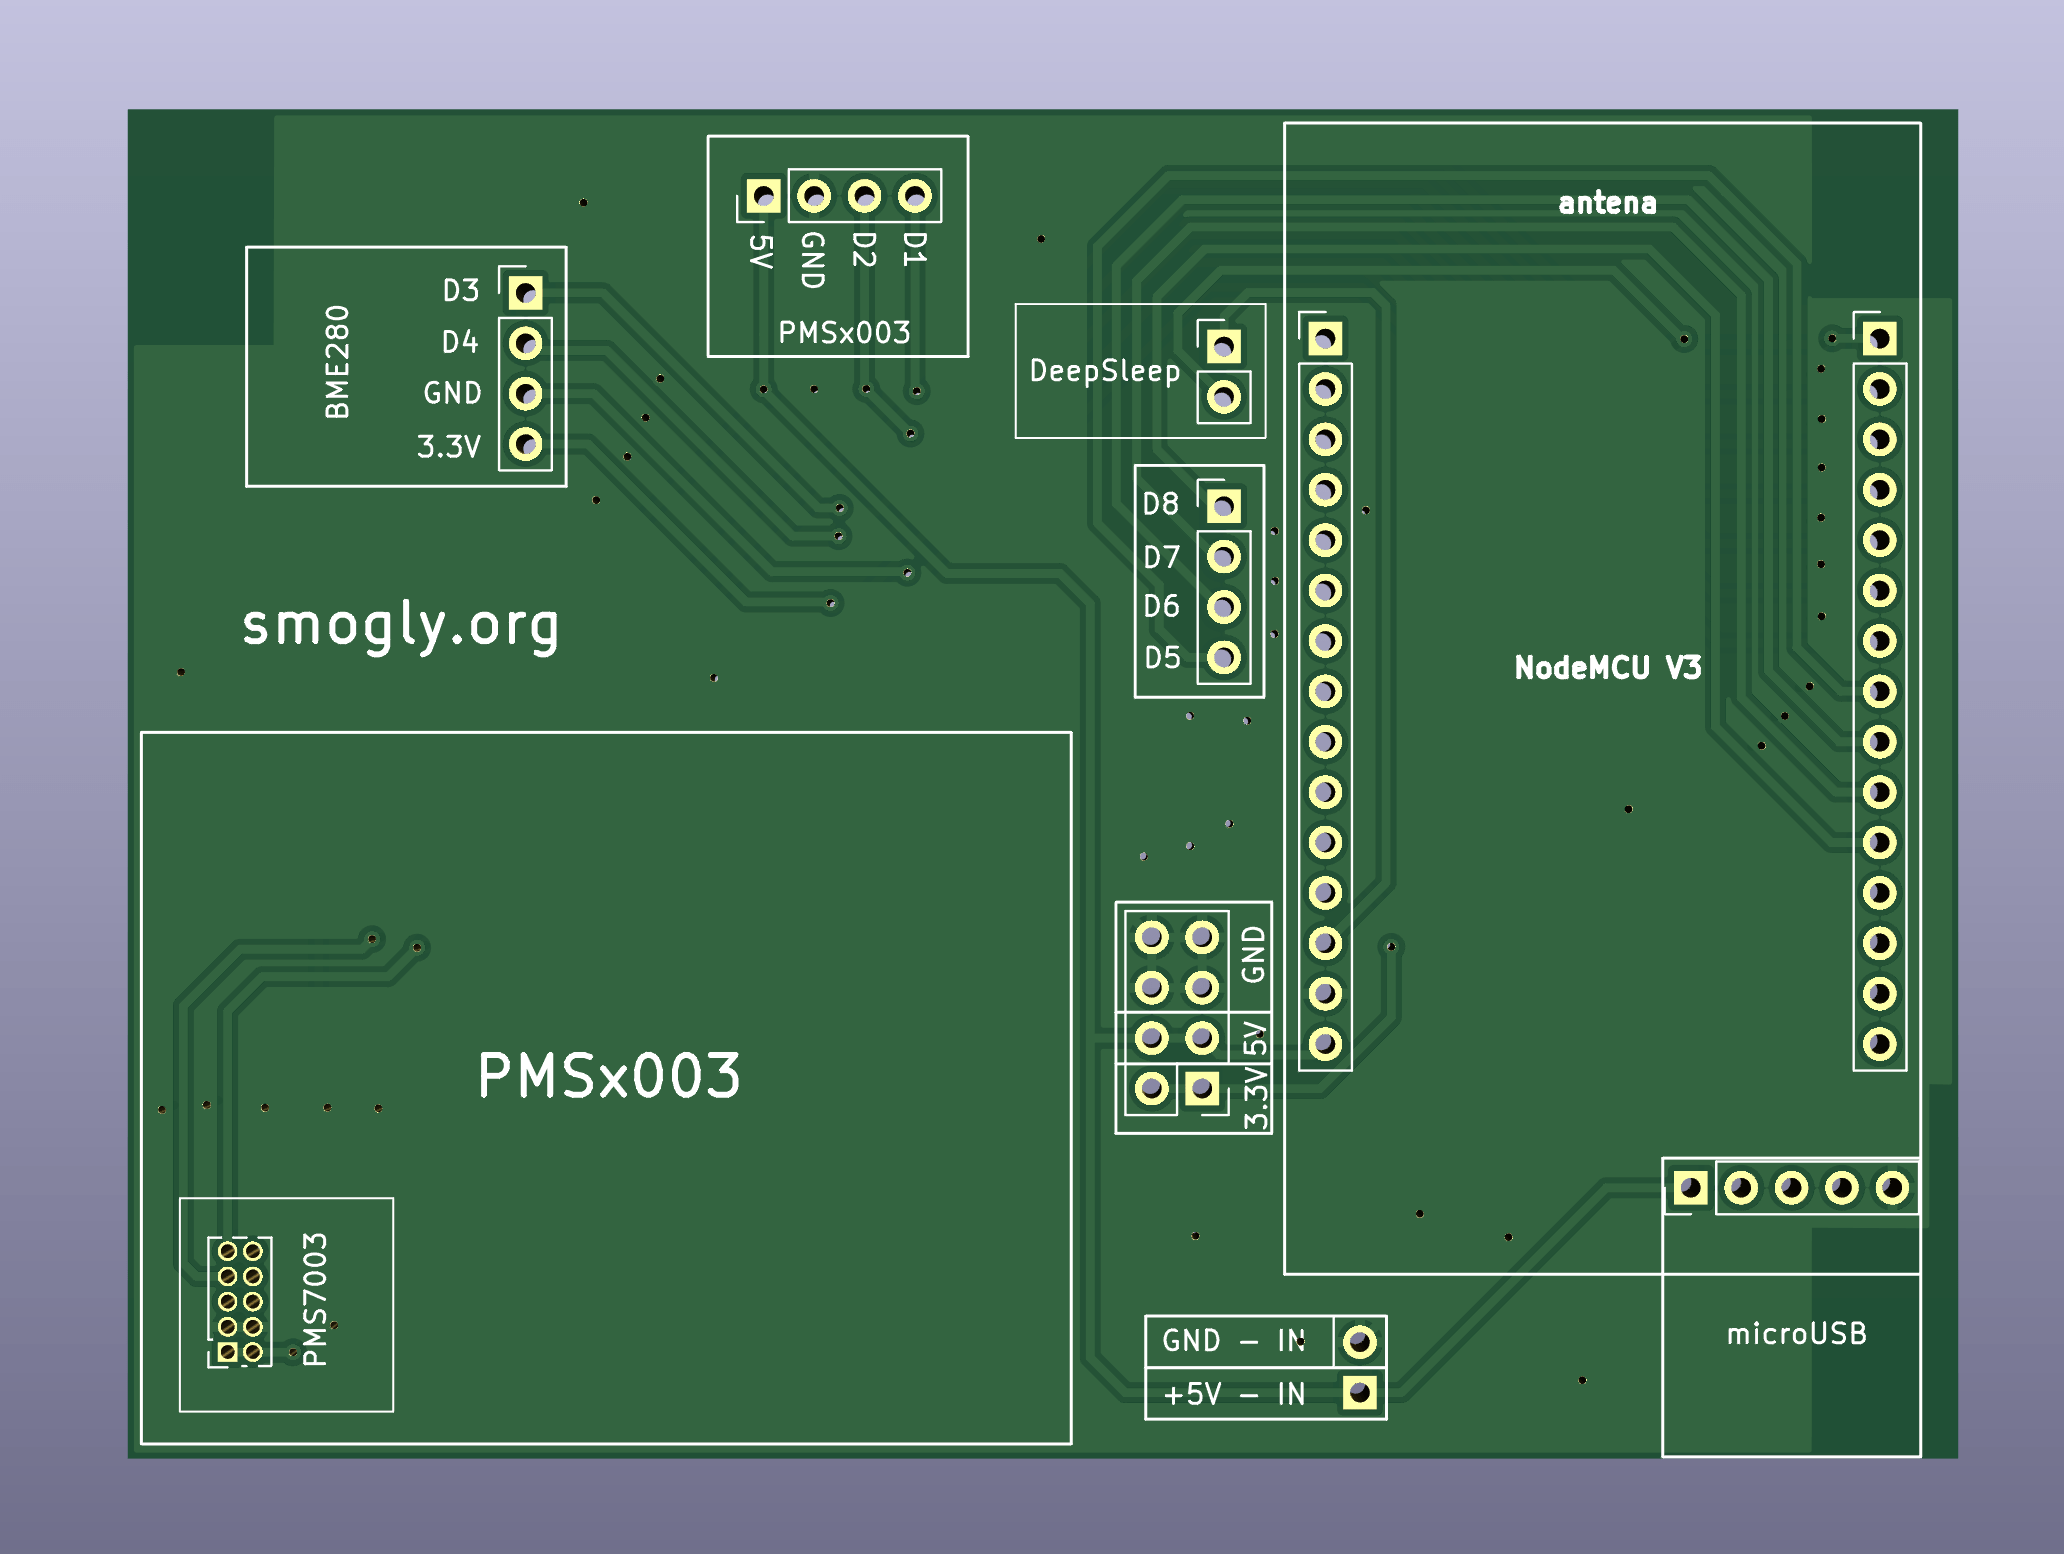 antena
5V
GND
D2
D1
PMSx003
D3
D4
GND
3.3V
BME280
DeepSleep
D8
D7
D6
D5
smogly.org
NodeMCU V3
GND
5V
3.3V
PMSx003
PMS7003
GND - IN
+5V - IN
microUSB